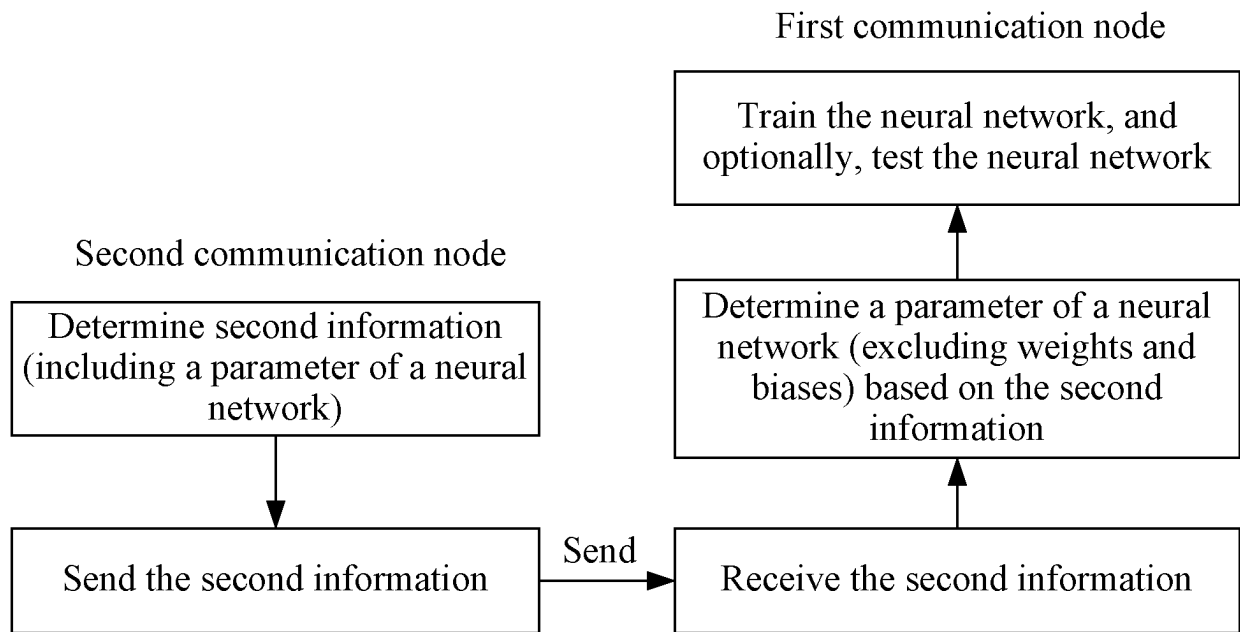 First communication node
Train the neural network, and
optionally, test the neural network
Second communication node
Determine second information
(including a parameter of a neural
network)
Determine a parameter of a neural
network (excluding weights and
biases) based on the second
information
Send the second information
Send
Receive the second information